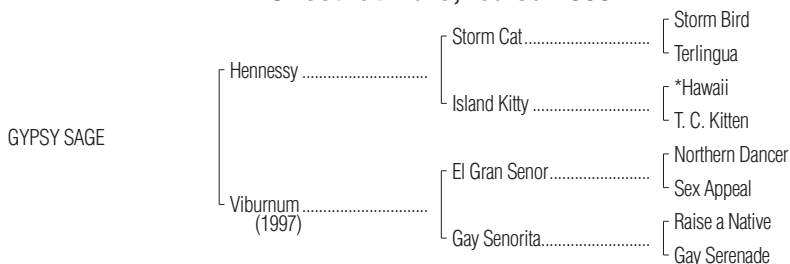 Storm Bird
Storm Cat........................
Terlingua
Hennessy ........................
*Hawaii
Island Kitty ......................
T. C. Kitten
GYPSY SAGE
Northern Dancer
El Gran Senor...................
Sex Appeal
Viburnum ........................
(1997)
Raise a Native
Gay Senorita.....................
Gay Serenade